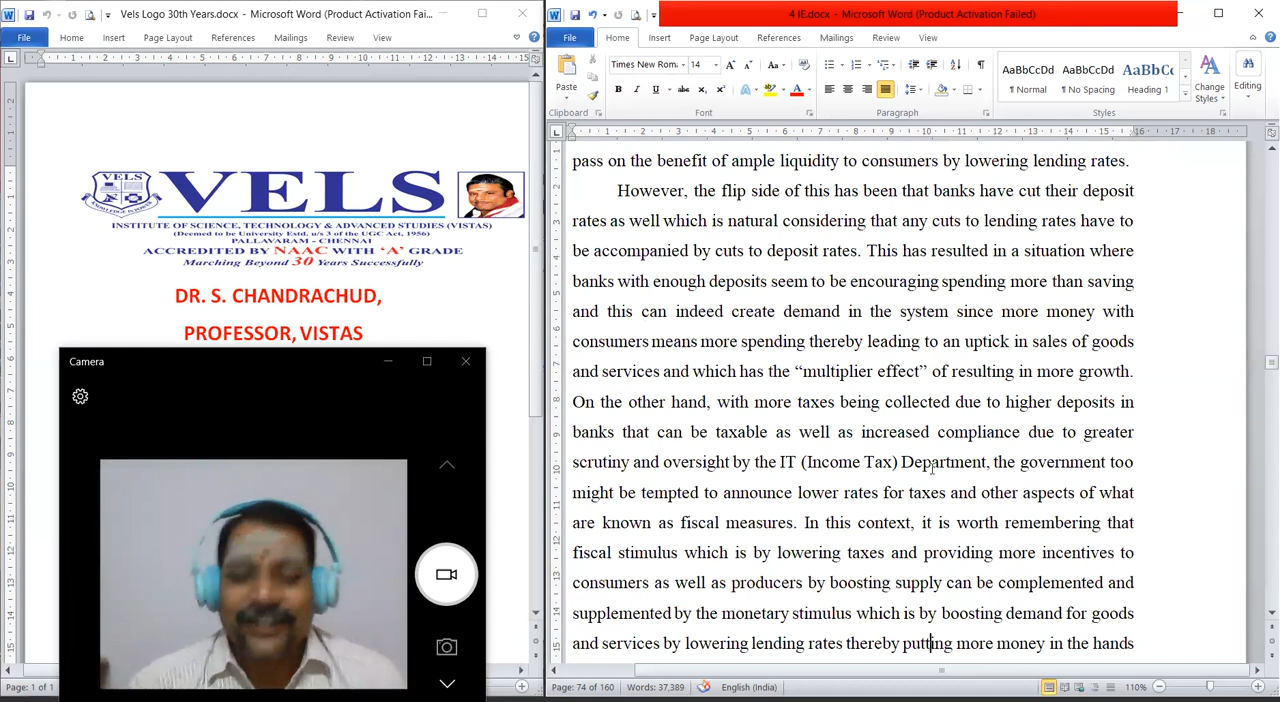 Vels Logo 30th Years.docx - Microsoft Word (Product Activation Fai...
File Home Insert Page Layout References Mailings Review View
VELS
VELS
INSTITUTE OF SCIENCE, TECHNOLOGY & ADVANCED STUDIES (VISTAS)
(Deemed to be University Estd. u/s 3 of the UGC Act, 1956)
PALLAVARAM - CHENNAI
ACCREDITED BY NAAC WITH ‘A’ GRADE
Marching Beyond 30 Years Successfully
DR. S. CHANDRACHUD,
PROFESSOR, VISTAS
Camera
Page: 1 of 1
4 IE.docx - Microsoft Word (Product Activation Failed)
File Home Insert Page Layout References Mailings Review View
Times New Rom 14
Paste
Clipboard Font Paragraph Styles
AaBbCcDd AaBbCcDd AaBbCc
¶ Normal ¶ No Spacing Heading 1
Change Styles
Editing
pass on the benefit of ample liquidity to consumers by lowering lending rates.
However, the flip side of this has been that banks have cut their deposit
rates as well which is natural considering that any cuts to lending rates have to
be accompanied by cuts to deposit rates. This has resulted in a situation where
banks with enough deposits seem to be encouraging spending more than saving
and this can indeed create demand in the system since more money with
consumers means more spending thereby leading to an uptick in sales of goods
and services and which has the “multiplier effect” of resulting in more growth.
On the other hand, with more taxes being collected due to higher deposits in
banks that can be taxable as well as increased compliance due to greater
scrutiny and oversight by the IT (Income Tax) Department, the government too
might be tempted to announce lower rates for taxes and other aspects of what
are known as fiscal measures. In this context, it is worth remembering that
fiscal stimulus which is by lowering taxes and providing more incentives to
consumers as well as producers by boosting supply can be complemented and
supplemented by the monetary stimulus which is by boosting demand for goods
and services by lowering lending rates thereby putting more money in the hands
Page: 74 of 160 Words: 37,389 English (India) 110%